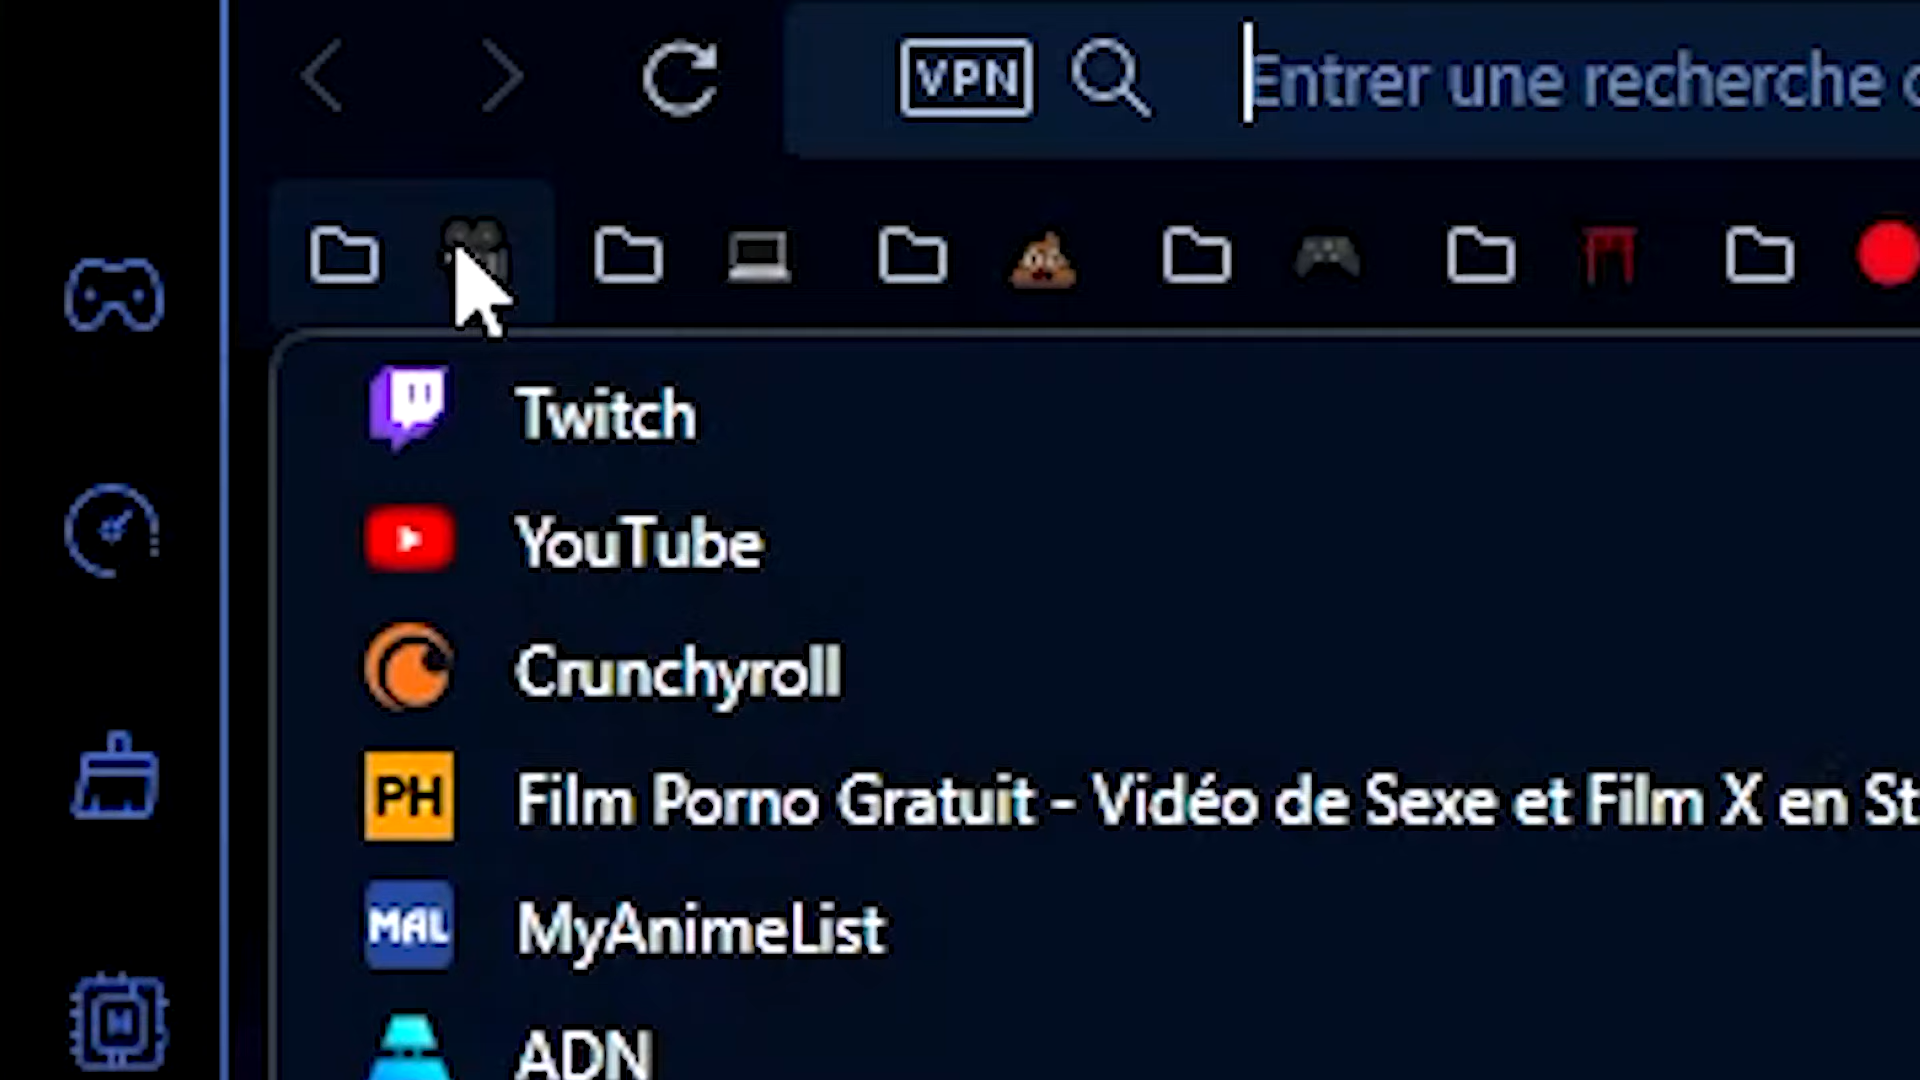 VPN
Entrer une recherche
Twitch
YouTube
Crunchyroll
PH Film Porno Gratuit - Vidéo de Sexe et Film X en St
MAL MyAnimeList
ADN